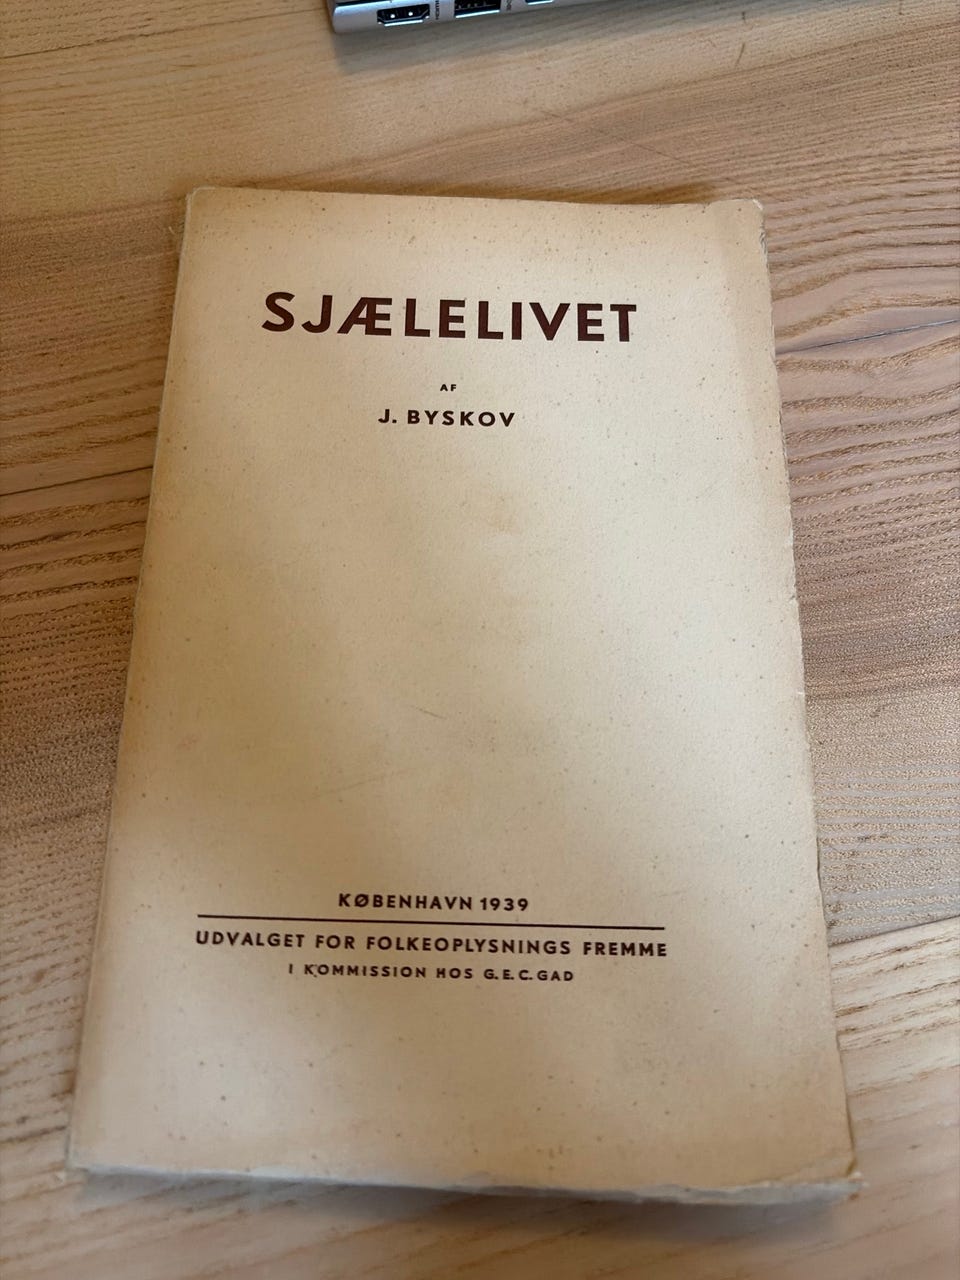 SJÆLELIVET
AF
J. BYSKOV
KØBENHAVN 1939
UDVALGET FOR FOLKEOPLYSNINGS FREMME
I KOMMISSION HOS G. E. C. GAD